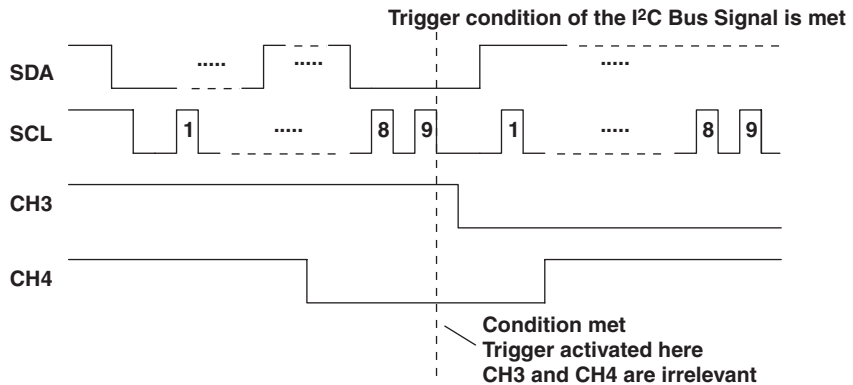 Trigger condition of the I²C Bus Signal is met
SDA ..... ..... .....
SCL 1 ..... 8 9 1 ..... 8 9
CH3
CH4
Condition met
Trigger activated here
CH3 and CH4 are irrelevant